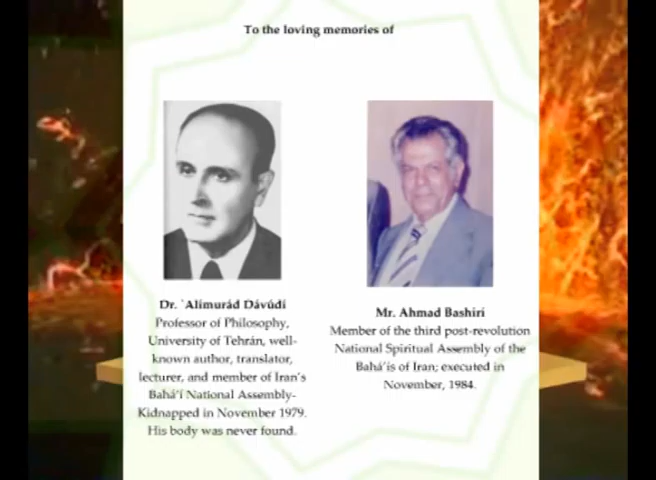 To the loving memories of
Dr. `Alímurád Dávúdí
Professor of Philosophy,
University of Tehrán, well-
known author, translator,
lecturer, and member of Iran's
Bahá'í National Assembly-
Kidnapped in November 1979.
His body was never found.
Mr. Ahmad Bashiri
Member of the third post-revolution
National Spiritual Assembly of the
Bahá'ís of Iran; executed in
November, 1984.